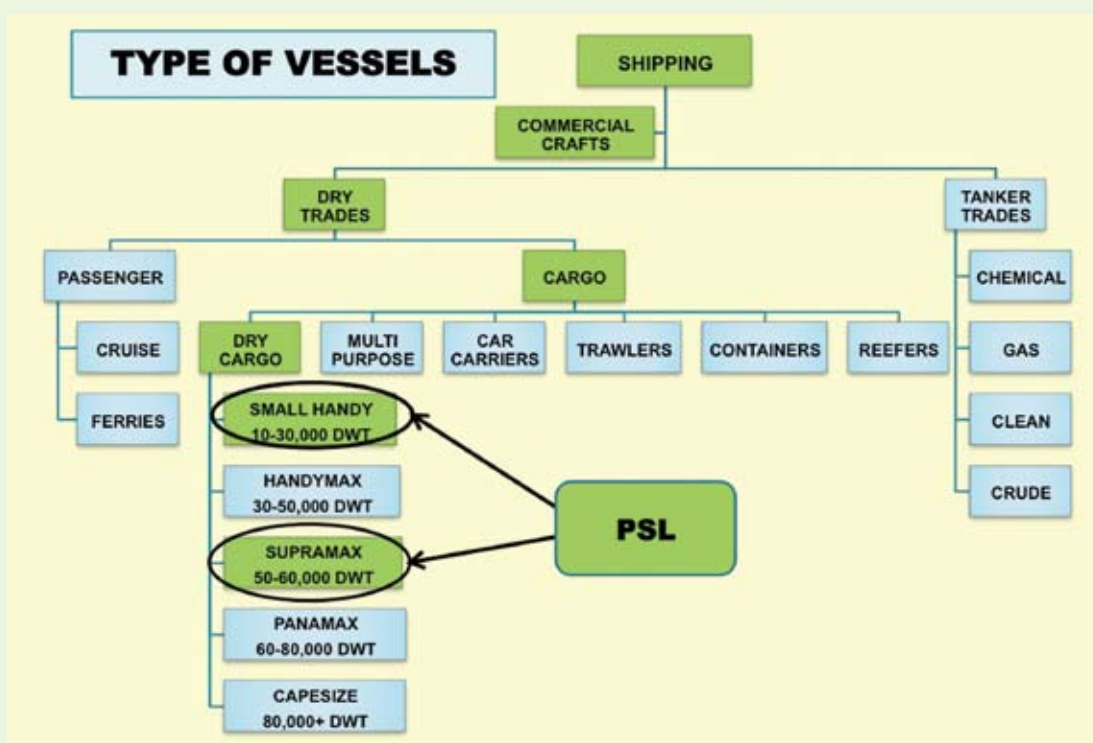 TYPE OF VESSELS
SHIPPING
COMMERCIAL
CRAFTS
DRY
TRADES
TANKER
TRADES
PASSENGER
CARGO
CHEMICAL
CRUISE
DRY
CARGO
MULTI
PURPOSE
CAR
CARRIERS
TRAWLERS
CONTAINERS
REEFERS
GAS
FERRIES
SMALL HANDY
10-30,000 DWT
CLEAN
HANDYMAX
30-50,000 DWT
CRUDE
PSL
SUPRAMAX
50-60,000 DWT
PANAMAX
60-80,000 DWT
CAPESIZE
80,000+ DWT